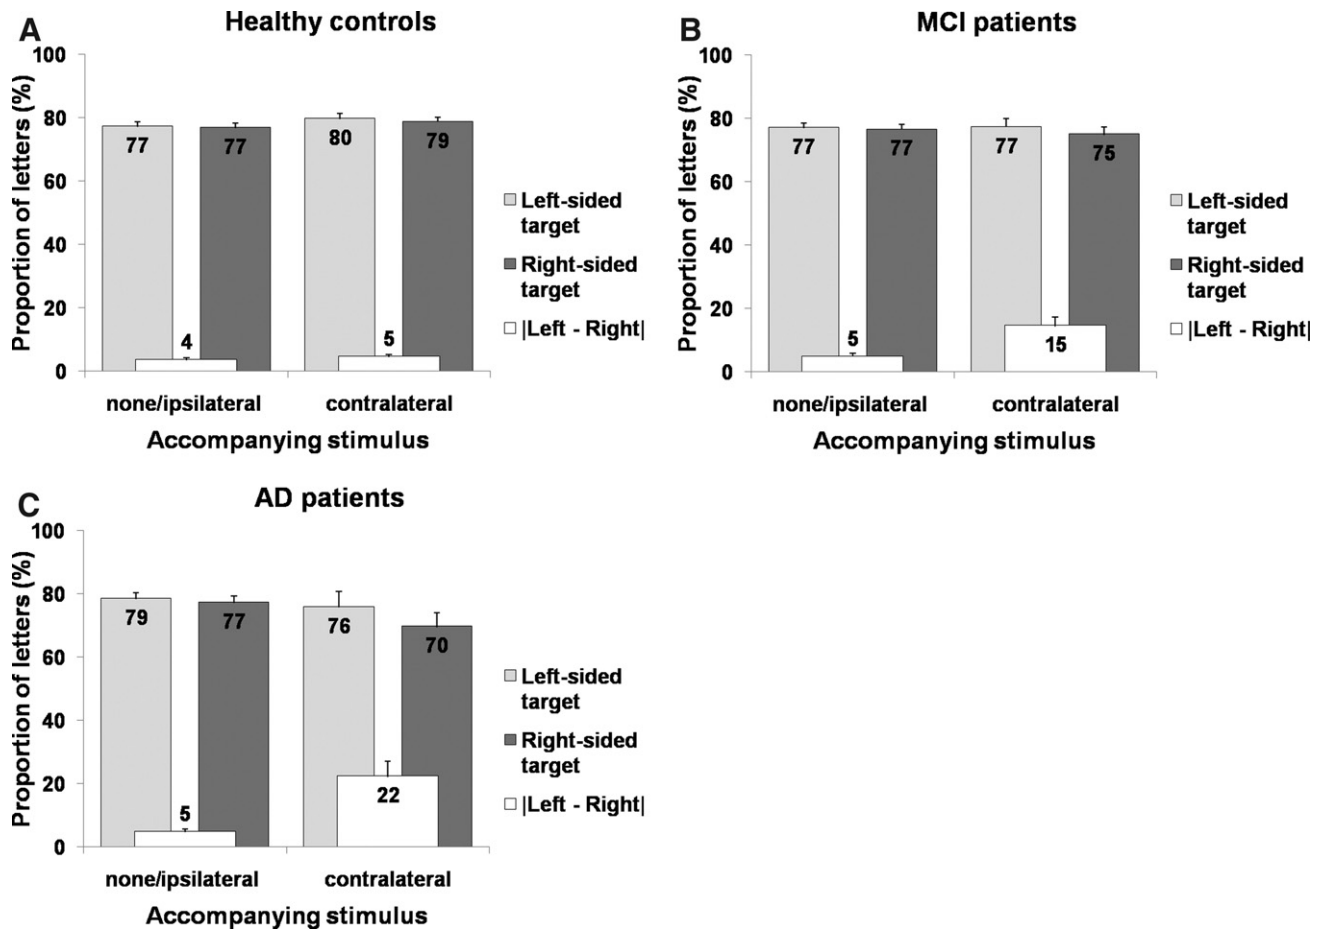 A
Healthy controls
Proportion of letters (%)
100
80
60
40
20
0
77
77
4
80
79
5
none/ipsilateral
contralateral
Accompanying stimulus
Left-sided
target
Right-sided
target
|Left - Right|
B
MCI patients
Proportion of letters (%)
100
80
60
40
20
0
77
77
5
77
75
15
none/ipsilateral
contralateral
Accompanying stimulus
Left-sided
target
Right-sided
target
|Left - Right|
C
AD patients
Proportion of letters (%)
100
80
60
40
20
0
79
77
5
76
70
22
none/ipsilateral
contralateral
Accompanying stimulus
Left-sided
target
Right-sided
target
|Left - Right|